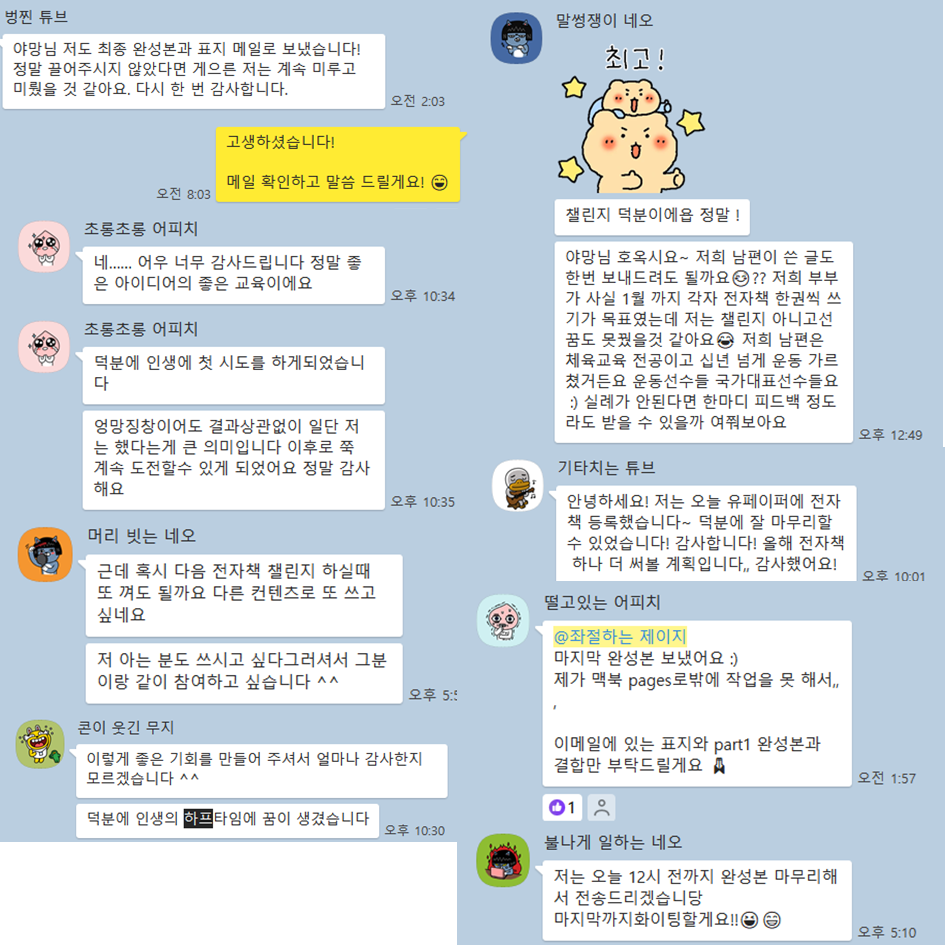 벙찐 튜브
야망님 저도 최종 완성본과 표지 메일로 보냈습니다!
정말 끌어주시지 않았다면 게으른 저는 계속 미루고
미뤘을 것 같아요. 다시 한 번 감사합니다.
오전 2:03
고생하셨습니다!
메일 확인하고 말씀 드릴게요! 😄
오전 8:03
초롱초롱 어피치
네...... 어우 너무 감사드립니다 정말 좋
은 아이디어의 좋은 교육이에요
오후 10:34
초롱초롱 어피치
덕분에 인생에 첫 시도를 하게되었습니
다
엉망징창이어도 결과상관없이 일단 저
는 했다는게 큰 의미입니다 이후로 쭉
계속 도전할수 있게 되었어요 정말 감사
해요
오후 10:35
머리 빗는 네오
근데 혹시 다음 전자책 챌린지 하실때
또 껴도 될까요 다른 컨텐츠로 또 쓰고
싶네요
저 아는 분도 쓰시고 싶다그러셔서 그분
이랑 같이 참여하고 싶습니다 ^^
오후 5:5
콘이 웃긴 무지
이렇게 좋은 기회를 만들어 주셔서 얼마나 감사한지
모르겠습니다 ^^
덕분에 인생의 하프타임에 꿈이 생겼습니다
오후 10:30
말썽쟁이 네오
최고!
챌린지 덕분이에욥 정말 !
야망님 호옥시요~ 저희 남편이 쓴 글도
한번 보내드려도 될까요😅?? 저희 부부
가 사실 1월 까지 각자 전자책 한권씩 쓰
기가 목표였는데 저는 챌린지 아니고선
꿈도 못꿨을것 같아요😂 저희 남편은
체육교육 전공이고 십년 넘게 운동 가르
쳤거든요 운동선수들 국가대표선수들요
:) 실례가 안된다면 한마디 피드백 정도
라도 받을 수 있을까 여쭤보아요
오후 12:49
기타치는 튜브
안녕하세요! 저는 오늘 유페이퍼에 전자
책 등록했습니다~ 덕분에 잘 마무리할
수 있었습니다! 감사합니다! 올해 전자책
하나 더 써볼 계획입니다,, 감사했어요!
오후 10:01
떨고있는 어피치
@좌절하는 제이지
마지막 완성본 보냈어요 :)
제가 맥북 pages로밖에 작업을 못 해서,,
,
이메일에 있는 표지와 part1 완성본과
결합만 부탁드릴게요 🙏
오전 1:57
1
불나게 일하는 네오
저는 오늘 12시 전까지 완성본 마무리해
서 전송드리겠습니당
마지막까지화이팅할게요!!😀😄
오후 5:10